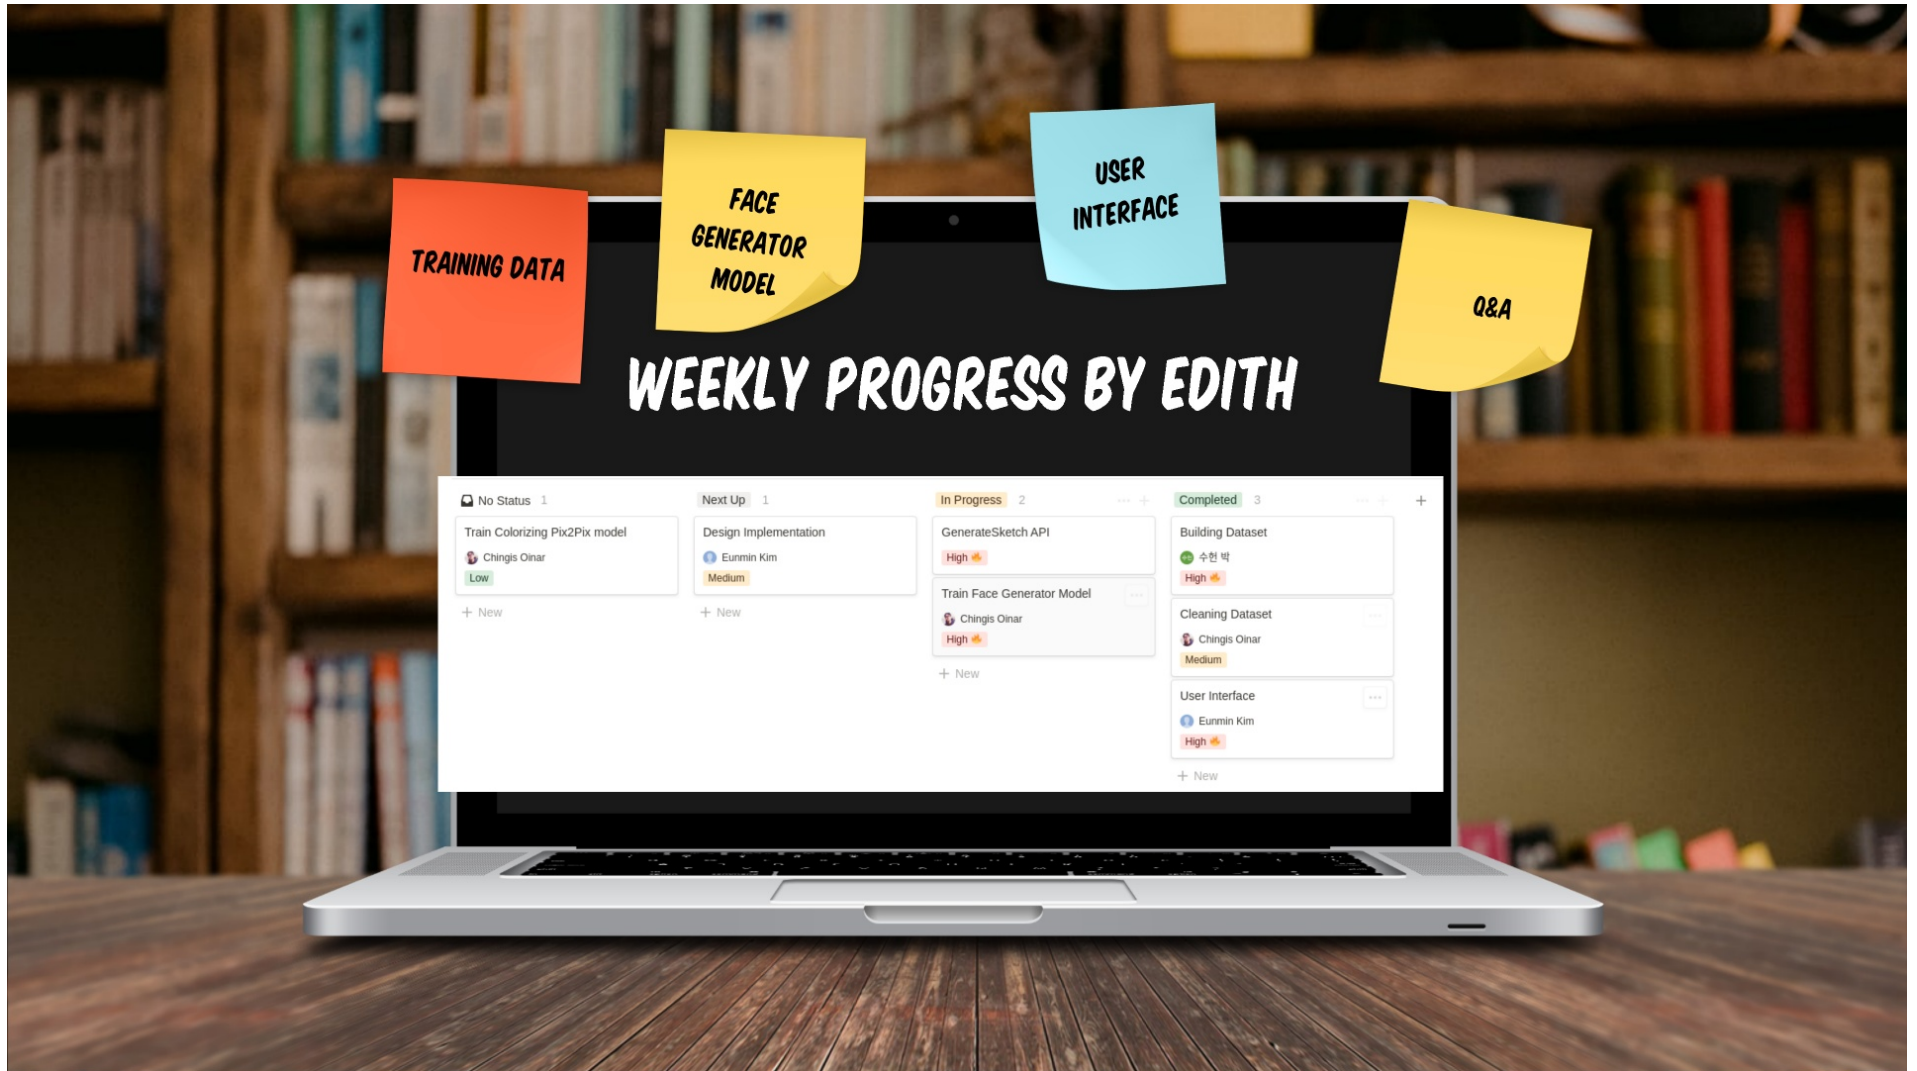 TRAINING DATA
FACE
GENERATOR
MODEL
USER
INTERFACE
Q&A
WEEKLY PROGRESS BY EDITH
No Status 1
Train Colorizing Pix2Pix model
Chingis Oinar
Low
+ New
Next Up 1
Design Implementation
Eunmin Kim
Medium
+ New
In Progress 2
GenerateSketch API
High 🔥
Train Face Generator Model
Chingis Oinar
High 🔥
+ New
Completed 3
Building Dataset
수헌 박
High 🔥
Cleaning Dataset
Chingis Oinar
Medium
User Interface
Eunmin Kim
High 🔥
+ New